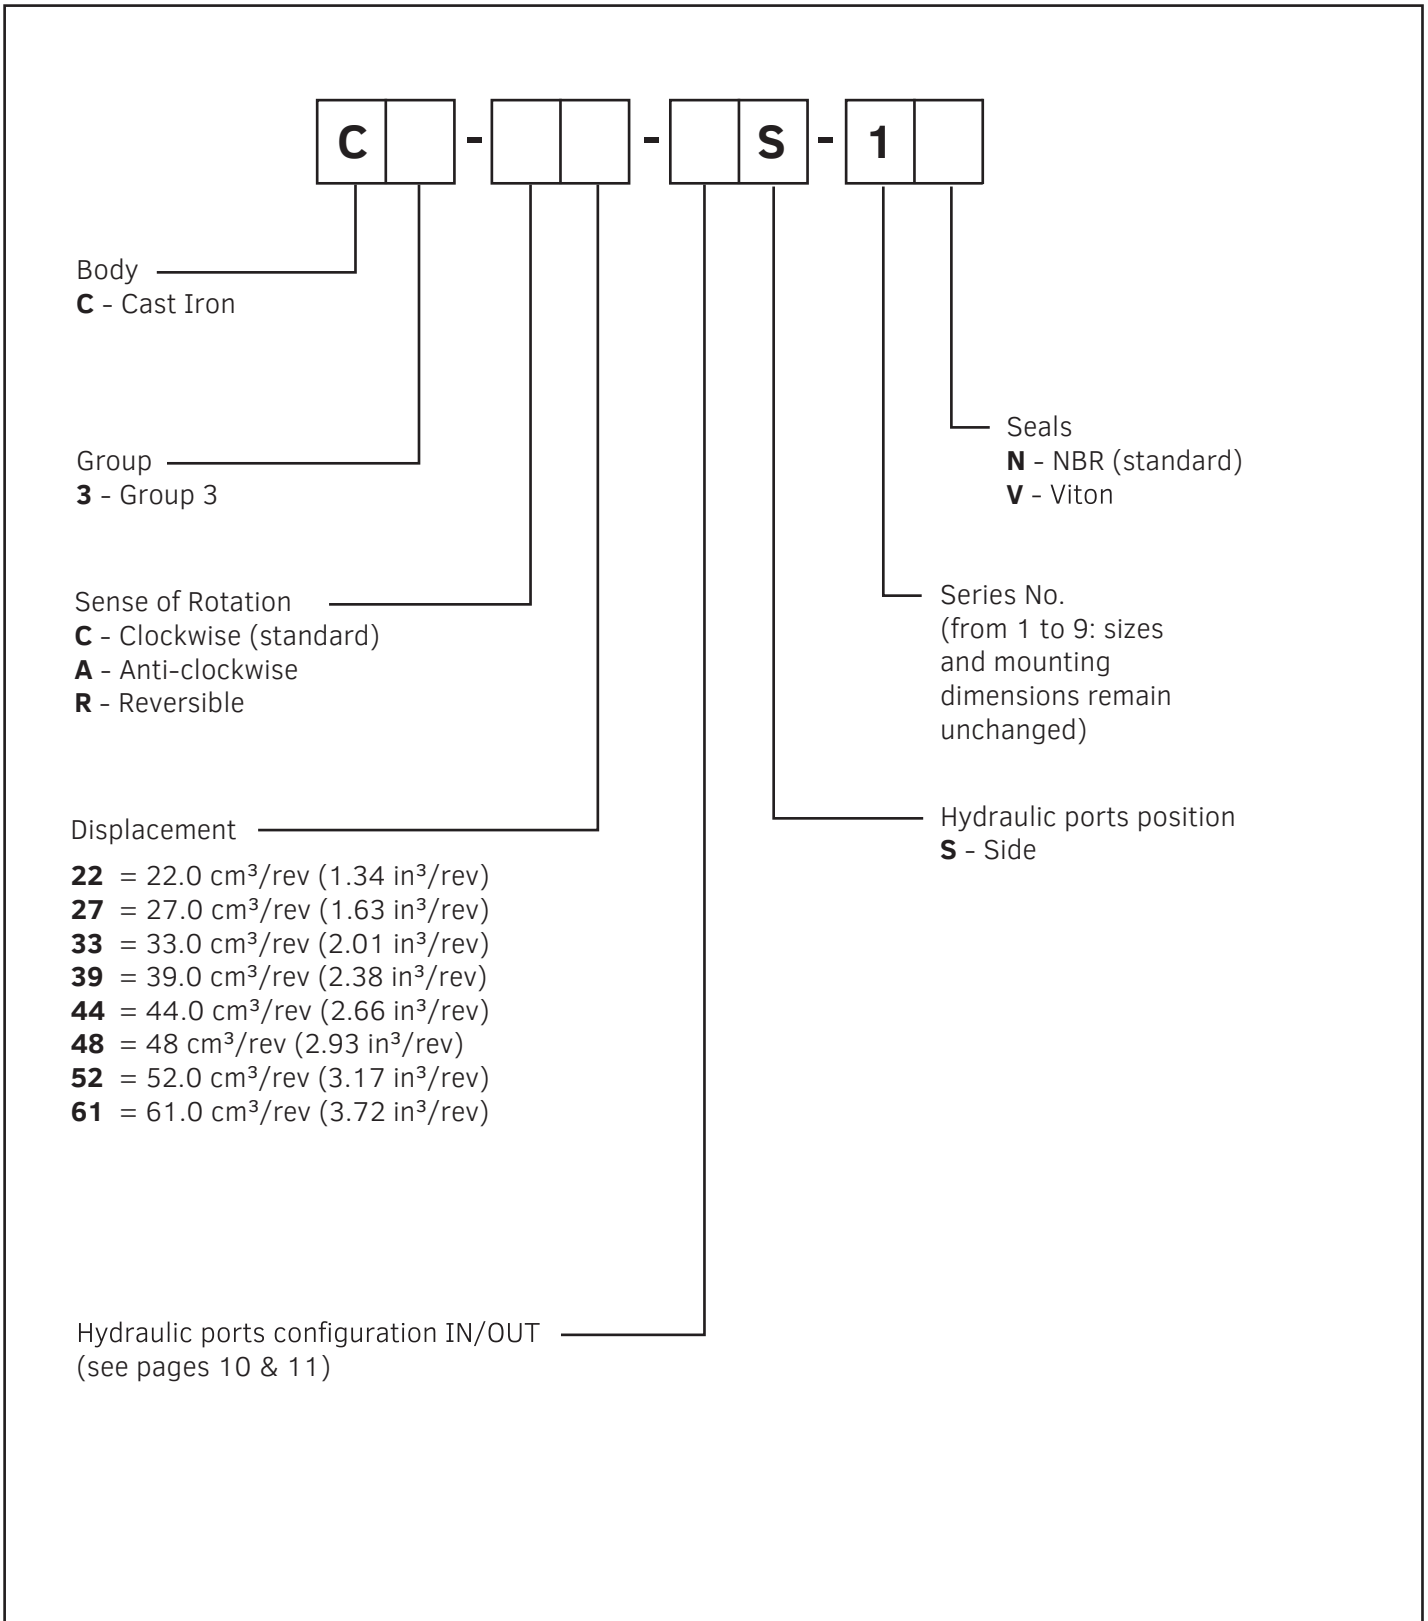 C - - S - 1
Body
C - Cast Iron
Group
3 - Group 3
Sense of Rotation
C - Clockwise (standard)
A - Anti-clockwise
R - Reversible
Displacement
22 = 22.0 cm³/rev (1.34 in³/rev)
27 = 27.0 cm³/rev (1.63 in³/rev)
33 = 33.0 cm³/rev (2.01 in³/rev)
39 = 39.0 cm³/rev (2.38 in³/rev)
44 = 44.0 cm³/rev (2.66 in³/rev)
48 = 48 cm³/rev (2.93 in³/rev)
52 = 52.0 cm³/rev (3.17 in³/rev)
61 = 61.0 cm³/rev (3.72 in³/rev)
Hydraulic ports configuration IN/OUT
(see pages 10 & 11)
Seals
N - NBR (standard)
V - Viton
Series No.
(from 1 to 9: sizes
and mounting
dimensions remain
unchanged)
Hydraulic ports position
S - Side